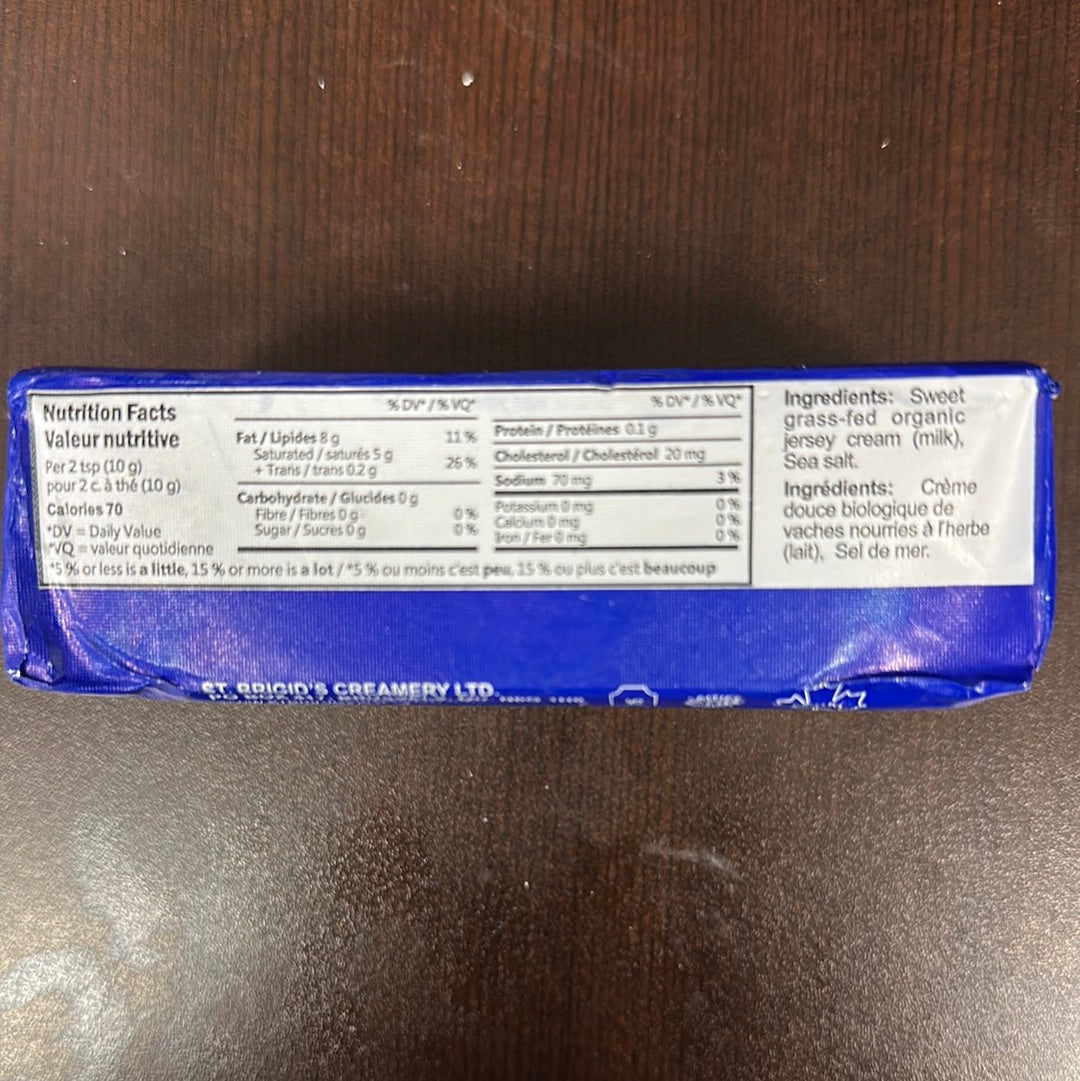 Nutrition Facts
Valeur nutritive
Per 2 tsp (10 g)
pour 2 c. à thé (10 g)
Calories 70
*DV = Daily Value
*VQ = valeur quotidienne
% DV* / % VQ*
Fat / Lipides 8 g 11 %
Saturated / saturés 5 g
+ Trans / trans 0.2 g 26 %
Carbohydrate / Glucides 0 g
Fibre / Fibres 0 g 0 %
Sugar / Sucres 0 g 0 %
% DV* / % VQ*
Protein / Protéines 0.1 g
Cholesterol / Cholestérol 20 mg
Sodium 70 mg 3 %
Potassium 0 mg 0 %
Calcium 0 mg 0 %
Iron / Fer 0 mg 0 %
*5 % or less is a little, 15 % or more is a lot / *5 % ou moins c'est peu, 15 % ou plus c'est beaucoup
Ingredients: Sweet
grass-fed organic
jersey cream (milk),
Sea salt.
Ingrédients: Crème
douce biologique de
vaches nourries à l'herbe
(lait), Sel de mer.
ST. BRIGID'S CREAMERY LTD.